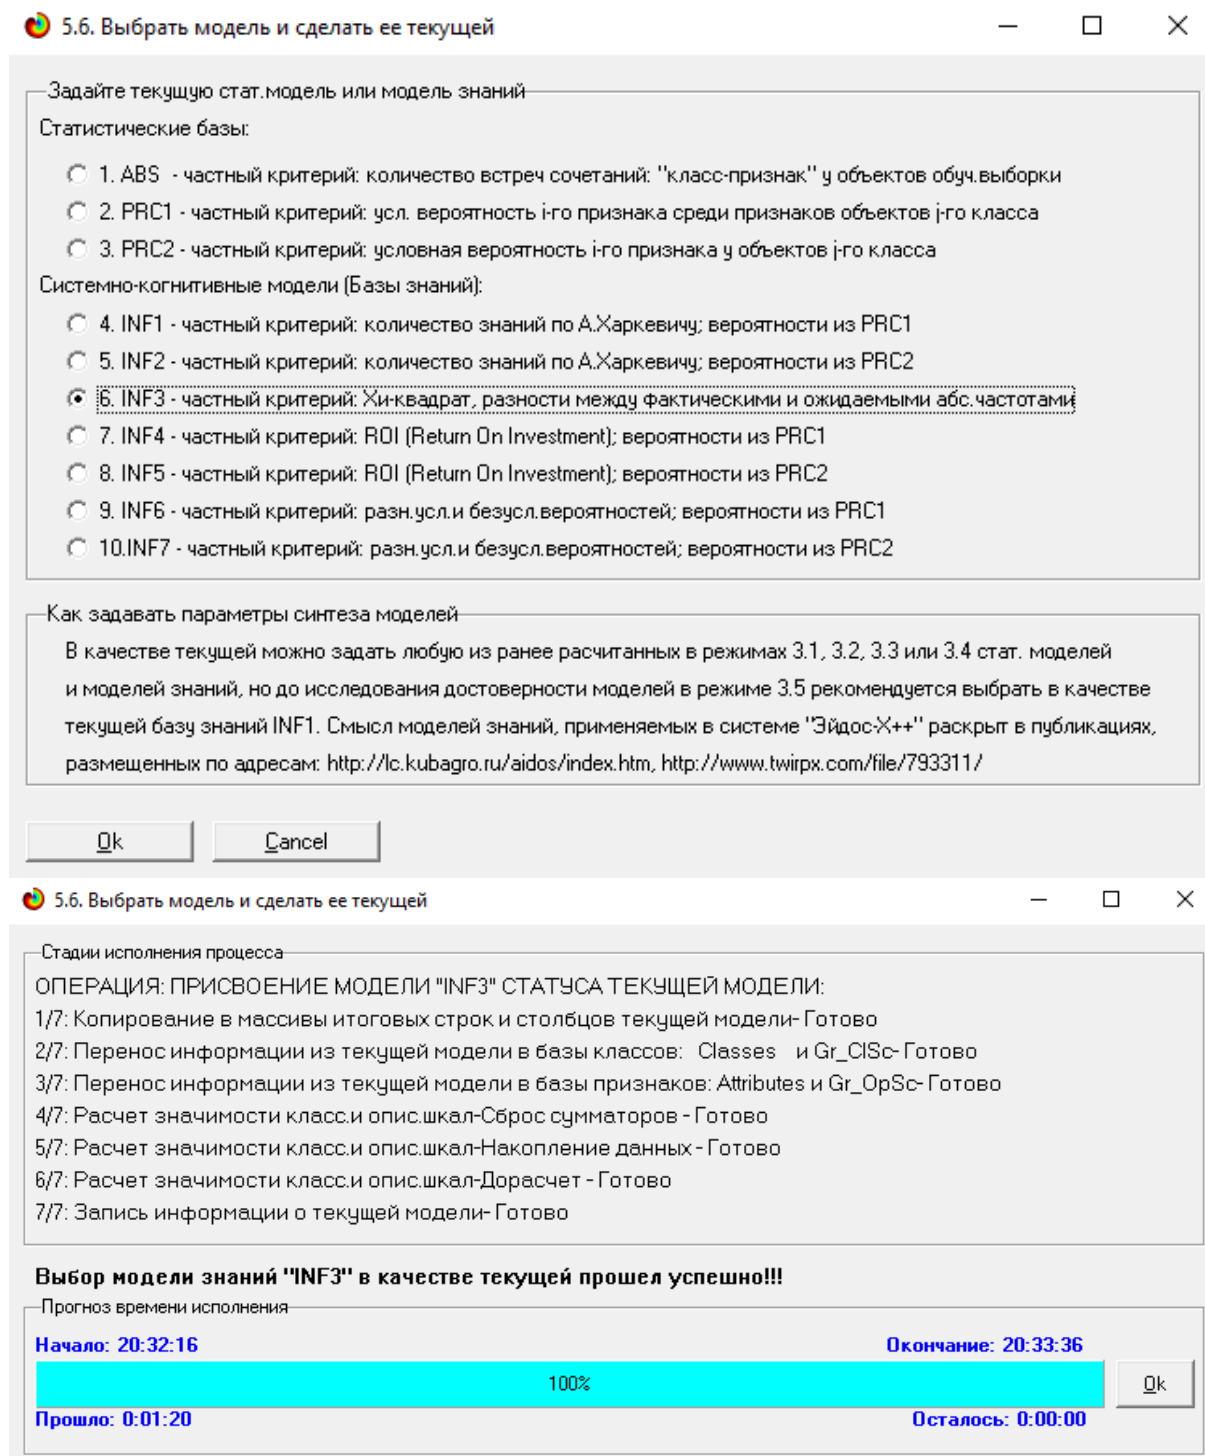 5.6. Выбрать модель и сделать ее текущей
Задайте текущую стат.модель или модель знаний
Статистические базы:
1. ABS - частный критерий: количество встреч сочетаний: "класс-признак" у объектов обуч.выборки
2. PRC1 - частный критерий: усл. вероятность i-го признака среди признаков объектов j-го класса
3. PRC2 - частный критерий: условная вероятность i-го признака у объектов j-го класса
Системно-когнитивные модели (Базы знаний):
4. INF1 - частный критерий: количество знаний по А.Харкевичу; вероятности из PRC1
5. INF2 - частный критерий: количество знаний по А.Харкевичу; вероятности из PRC2
6. INF3 - частный критерий: Хи-квадрат, разности между фактическими и ожидаемыми абс.частотами
7. INF4 - частный критерий: ROI (Return On Investment); вероятности из PRC1
8. INF5 - частный критерий: ROI (Return On Investment); вероятности из PRC2
9. INF6 - частный критерий: разн.усл.и безусл.вероятностей; вероятности из PRC1
10.INF7 - частный критерий: разн.усл.и безусл.вероятностей; вероятности из PRC2
Как задавать параметры синтеза моделей
В качестве текущей можно задать любую из ранее расчитанных в режимах 3.1, 3.2, 3.3 или 3.4 стат. моделей
и моделей знаний, но до исследования достоверности моделей в режиме 3.5 рекомендуется выбрать в качестве
текущей базу знаний INF1. Смысл моделей знаний, применяемых в системе "Эйдос-X++" раскрыт в публикациях,
размещенных по адресам: http://lc.kubagro.ru/aidos/index.htm, http://www.twirpx.com/file/793311/
Ok Cancel
5.6. Выбрать модель и сделать ее текущей
Стадии исполнения процесса
ОПЕРАЦИЯ: ПРИСВОЕНИЕ МОДЕЛИ "INF3" СТАТУСА ТЕКУЩЕЙ МОДЕЛИ:
1/7: Копирование в массивы итоговых строк и столбцов текущей модели- Готово
2/7: Перенос информации из текущей модели в базы классов: Classes и Gr_ClSc- Готово
3/7: Перенос информации из текущей модели в базы признаков: Attributes и Gr_OpSc- Готово
4/7: Расчет значимости класс.и опис.шкал-Сброс сумматоров - Готово
5/7: Расчет значимости класс.и опис.шкал-Накопление данных - Готово
6/7: Расчет значимости класс.и опис.шкал-Дорасчет - Готово
7/7: Запись информации о текущей модели- Готово
Выбор модели знаний "INF3" в качестве текущей прошел успешно!!!
Прогноз времени исполнения
Начало: 20:32:16 Окончание: 20:33:36
100% Ok
Прошло: 0:01:20 Осталось: 0:00:00